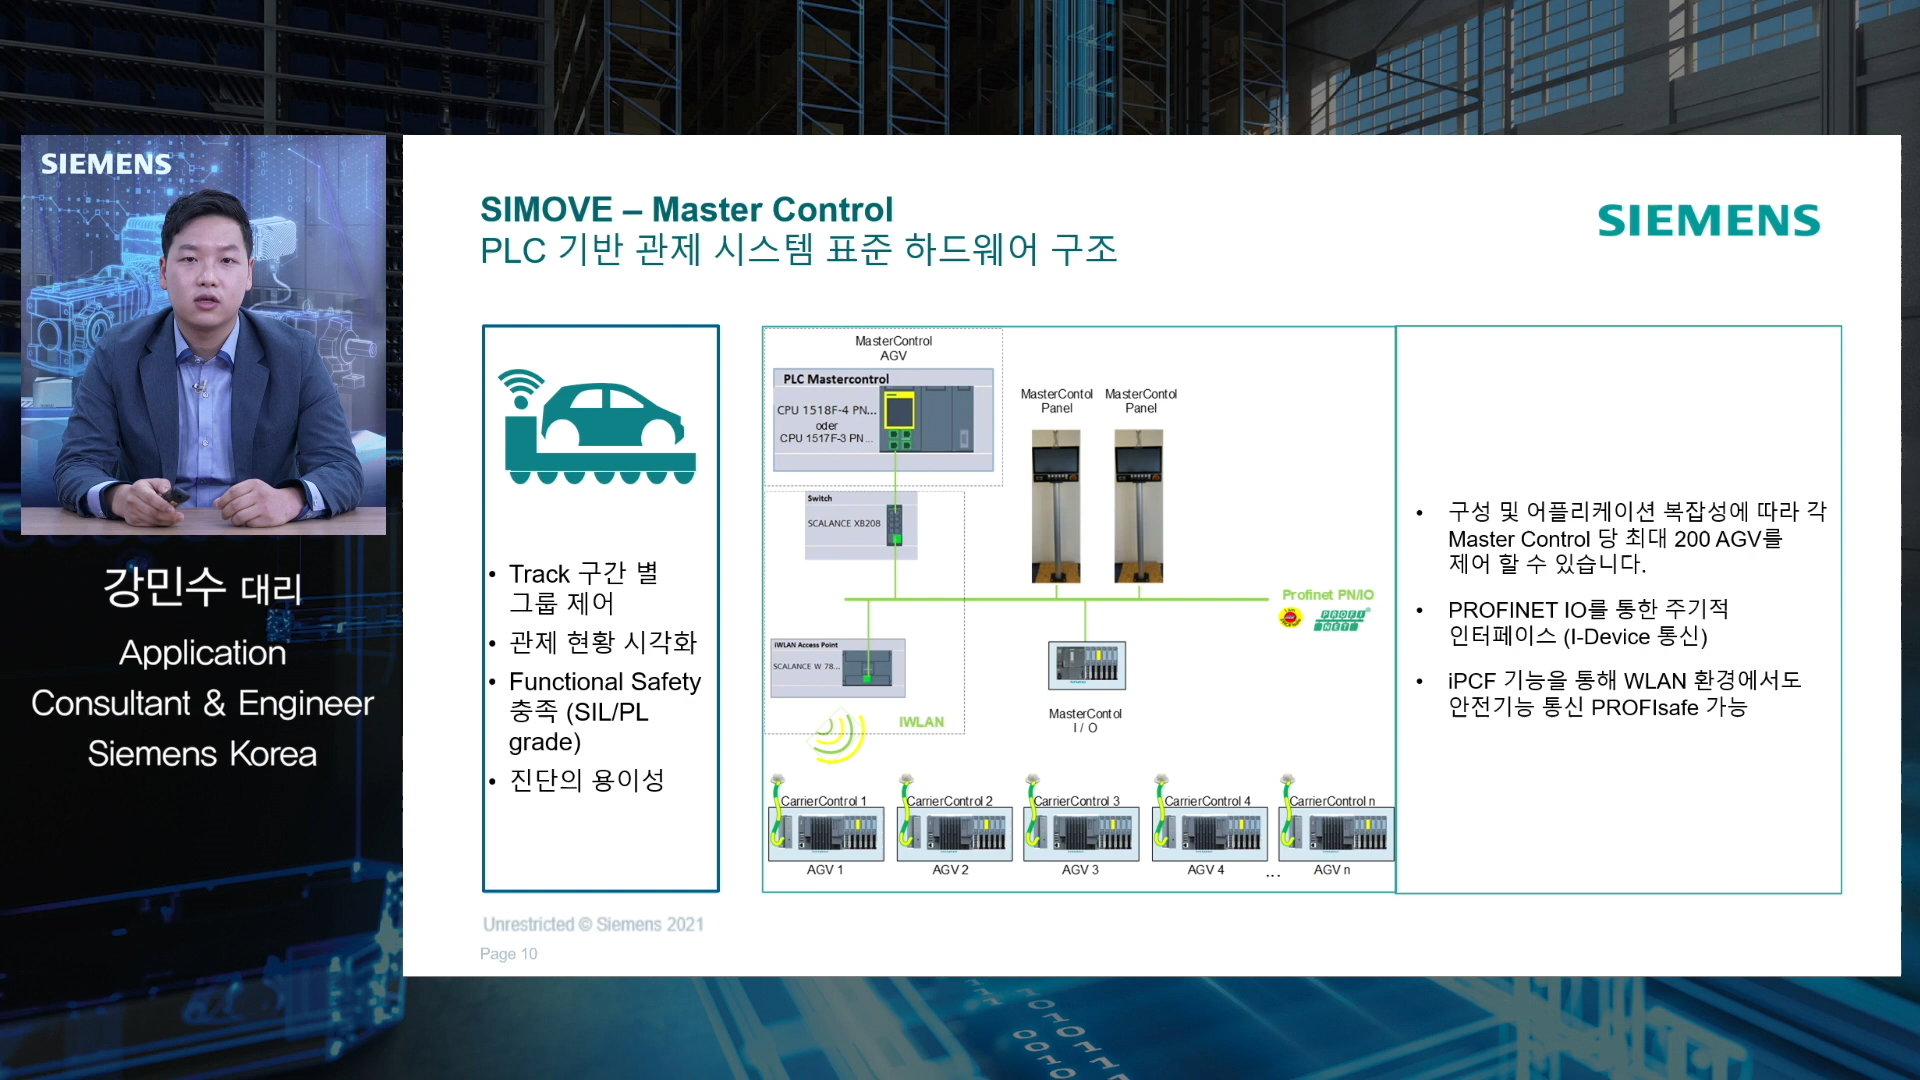 SIEMENS
강민수 대리
Application
Consultant & Engineer
Siemens Korea
SIMOVE – Master Control
PLC 기반 관제 시스템 표준 하드웨어 구조
SIEMENS
• Track 구간 별
그룹 제어
• 관제 현황 시각화
• Functional Safety
충족 (SIL/PL
grade)
• 진단의 용이성
MasterControl
AGV
PLC Mastercontrol
CPU 1518F-4 PN...
oder
CPU 1517F-3 PN...
Switch
SCALANCE XB208
iWLAN Access Point
SCALANCE W 78...
IWLAN
MasterContol
Panel
MasterContol
Panel
Profinet PN/IO
PROFI
NET
MasterContol
I / O
CarrierControl 1
CarrierControl 2
CarrierControl 3
CarrierControl 4
CarrierControl n
AGV 1
AGV 2
AGV 3
AGV 4
...
AGV n
• 구성 및 어플리케이션 복잡성에 따라 각
Master Control 당 최대 200 AGV를
제어 할 수 있습니다.
• PROFINET IO를 통한 주기적
인터페이스 (I-Device 통신)
• iPCF 기능을 통해 WLAN 환경에서도
안전기능 통신 PROFIsafe 가능
Unrestricted © Siemens 2021
Page 10